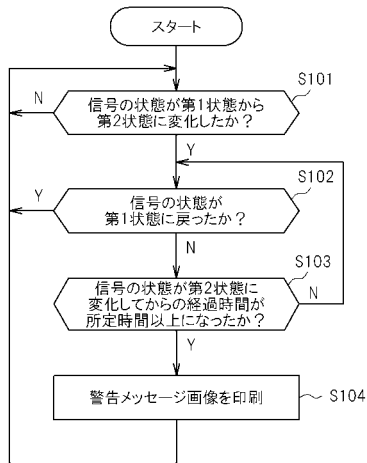 スタート
S101
信号の状態が第1状態から
第2状態に変化したか？
N
Y
S102
信号の状態が
第1状態に戻ったか？
Y
N
S103
信号の状態が第2状態に
変化してからの経過時間が
所定時間以上になったか？
N
Y
警告メッセージ画像を印刷
S104